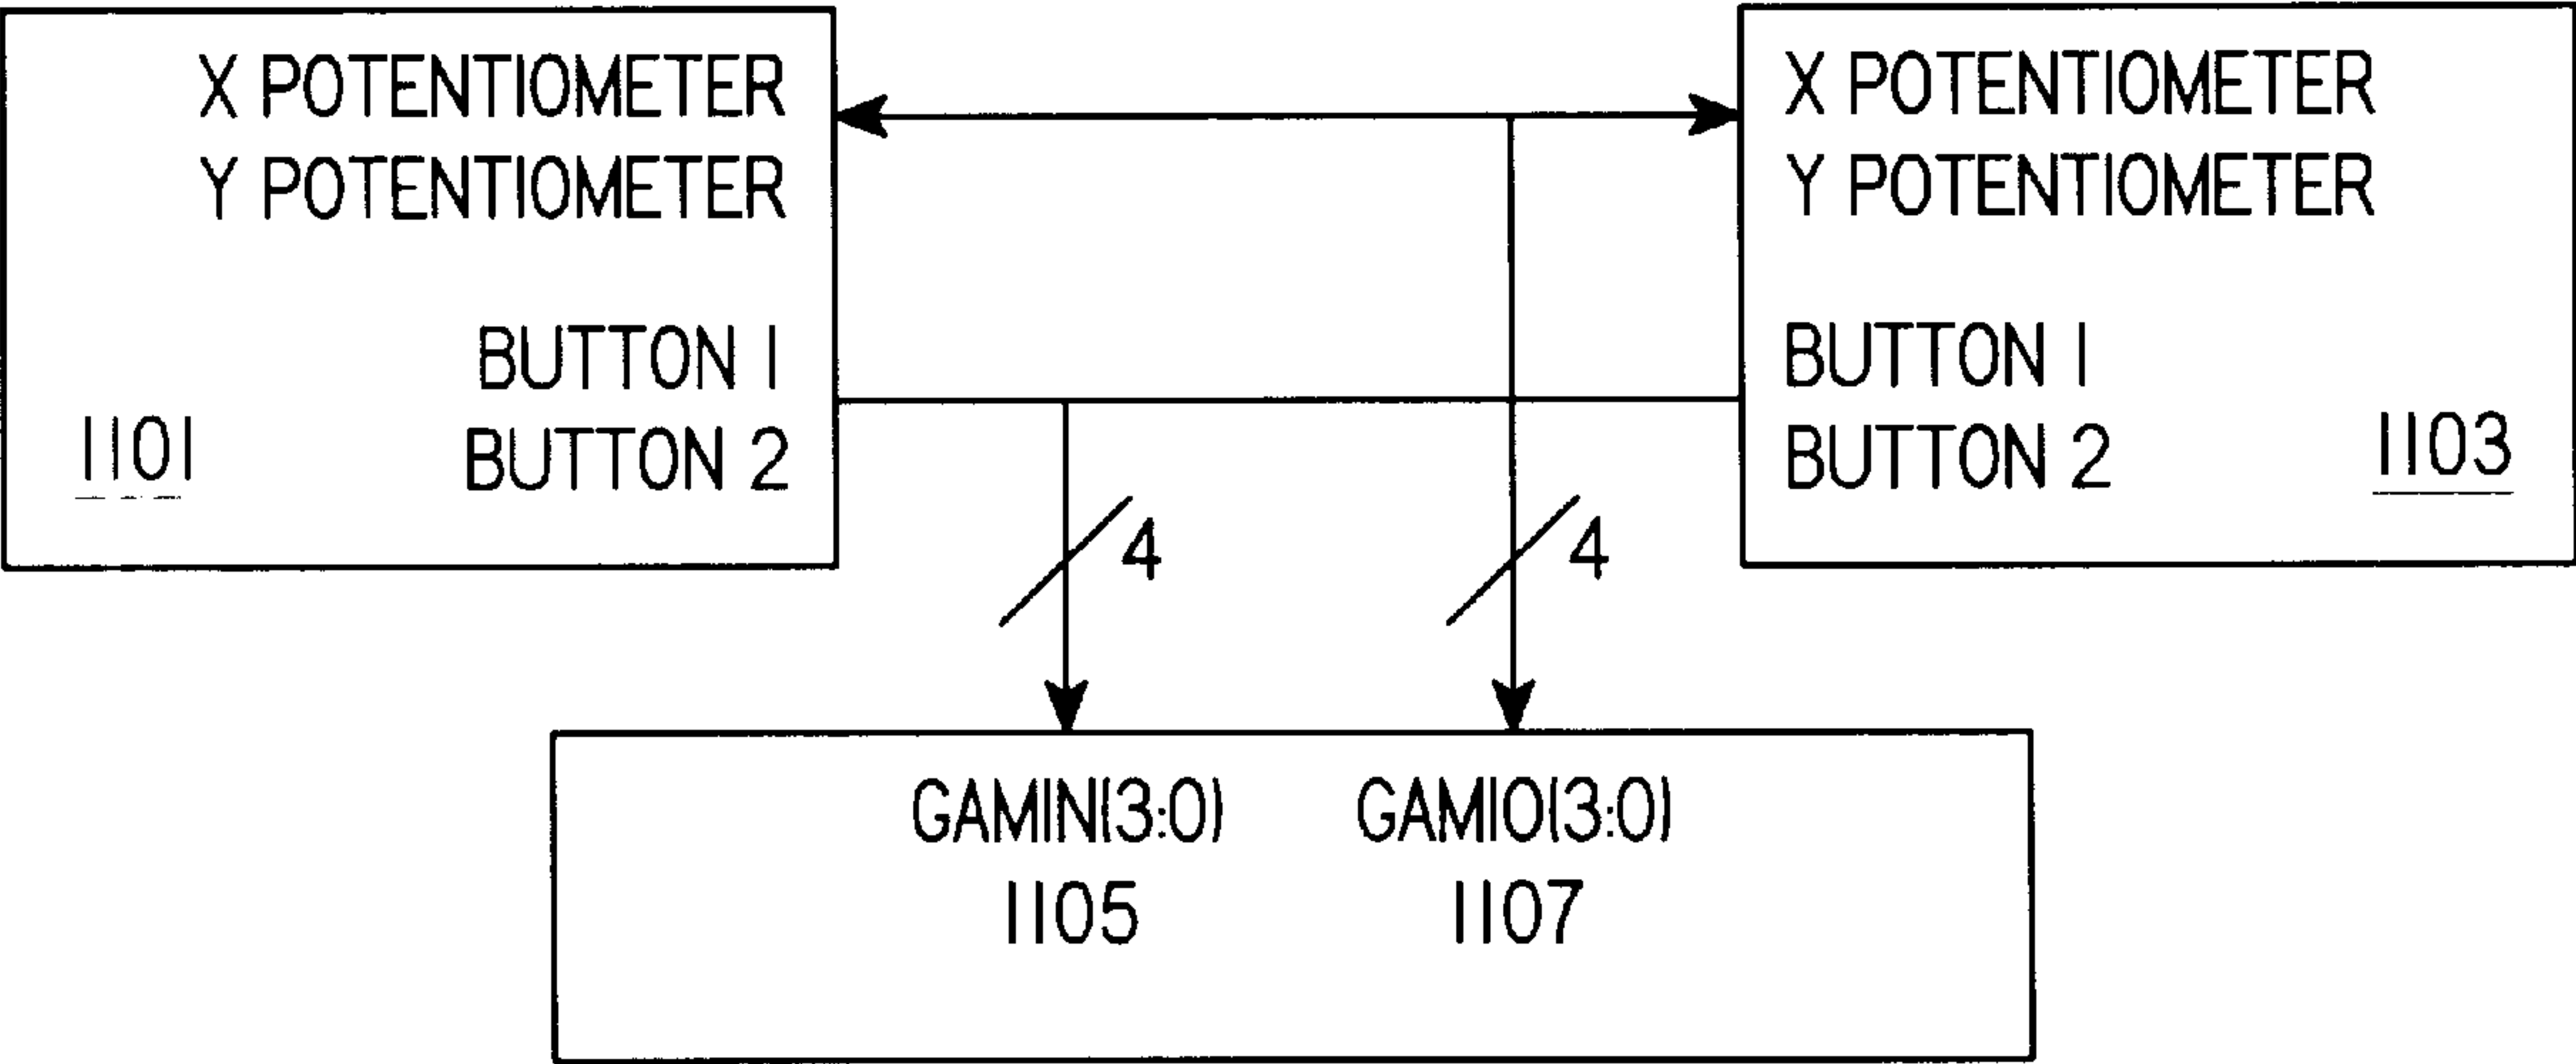 X POTENTIOMETER
Y POTENTIOMETER
BUTTON 1
BUTTON 2
1101
X POTENTIOMETER
Y POTENTIOMETER
BUTTON 1
BUTTON 2
1103
4
4
GAMIN(3:0)
GAMIO(3:0)
1105
1107